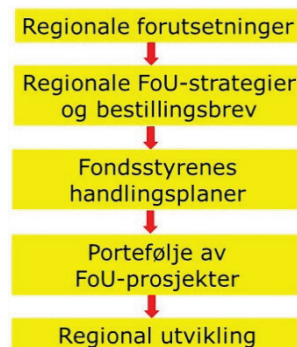 Regionale forutsetninger
Regionale FoU-strategier
og bestillingsbrev
Fondsstyrenes
handlingsplaner
Portefølje av
FoU-prosjekter
Regional utvikling